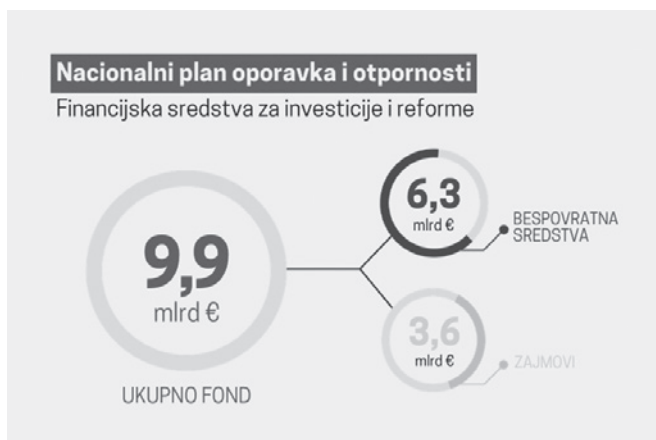 Nacionalni plan oporavka i otpornosti
Financijska sredstva za investicije i reforme
9,9
mlrd €
UKUPNO FOND
6,3
mlrd €
BESPOVRATNA
SREDSTVA
3,6
mlrd €
ZAJMOVI